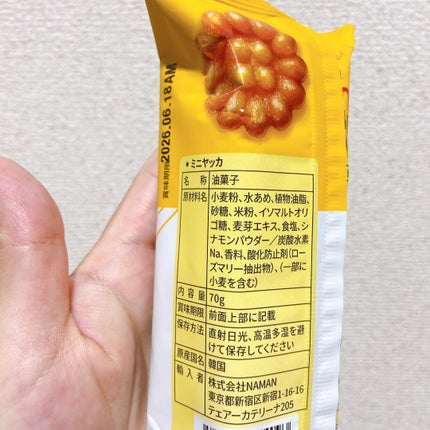 賞味期限 2026.06.18 AM
• ミニヤッカ
名 称 油菓子
原材料名 小麦粉、水あめ、植物油脂、
砂糖、米粉、イソマルトオリ
ゴ糖、麦芽エキス、食塩、シ
ナモンパウダー／炭酸水素
Na、香料、酸化防止剤(ロー
ズマリー抽出物)、(一部に
小麦を含む)
内 容 量 70g
賞味期限 前面上部に記載
保存方法 直射日光、高温多湿を避
けて保存してください
原産国名 韓国
輸 入 者 株式会社NAMAN
東京都新宿区新宿1-16-16
テェアーカテリーナ205